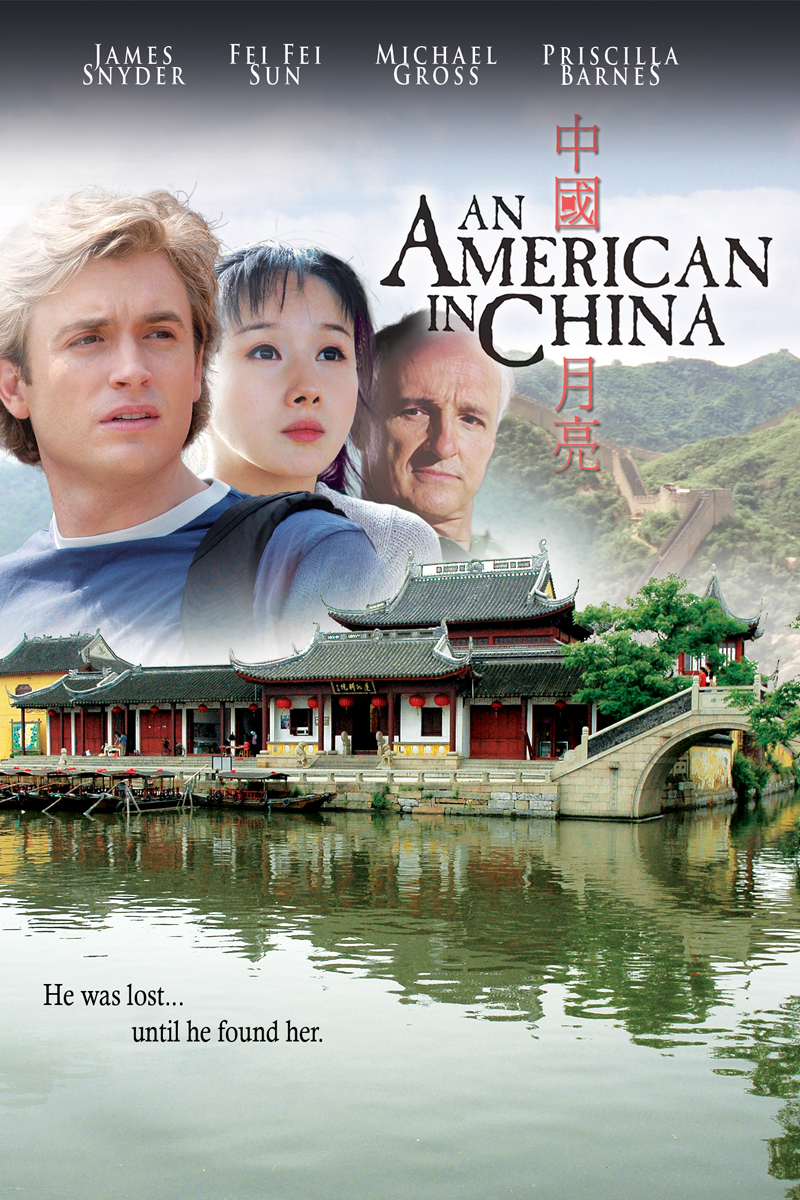 JAMES SNYDER
FEI FEI SUN
MICHAEL GROSS
PRISCILLA BARNES
中國
AN
AMERICAN
IN CHINA
月亮
He was lost...
until he found her.